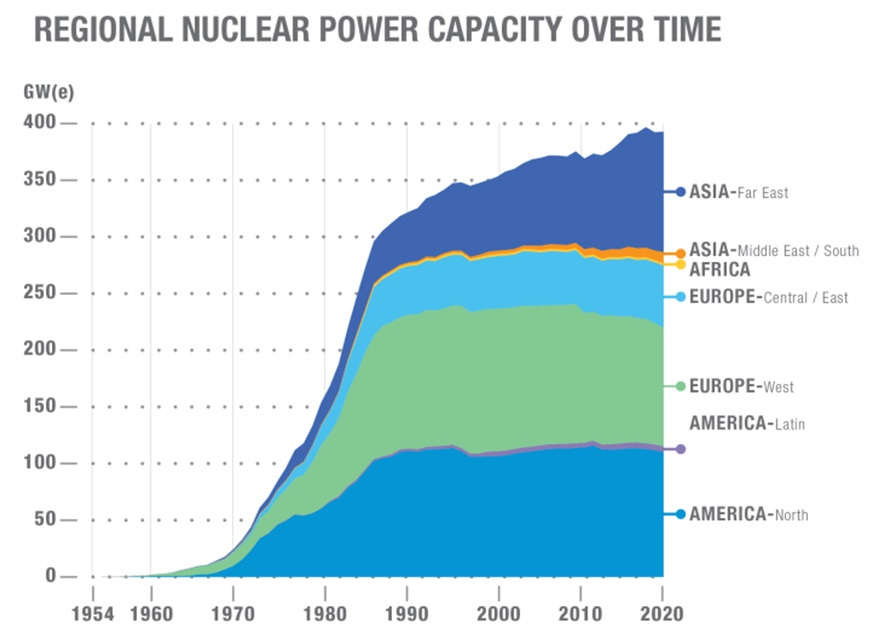 REGIONAL NUCLEAR POWER CAPACITY OVER TIME
GW(e)
400
350
300
250
200
150
100
50
0
ASIA-Far East
ASIA-Middle East / South
AFRICA
EUROPE-Central / East
EUROPE-West
AMERICA-Latin
AMERICA-North
1954 1960 1970 1980 1990 2000 2010 2020